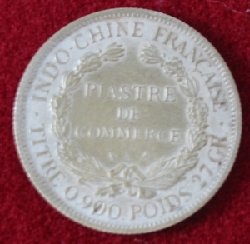 INDO-CHINE FRANÇAISE
PIASTRE
DE
COMMERCE
TITRE 0,900 POIDS 27 GR